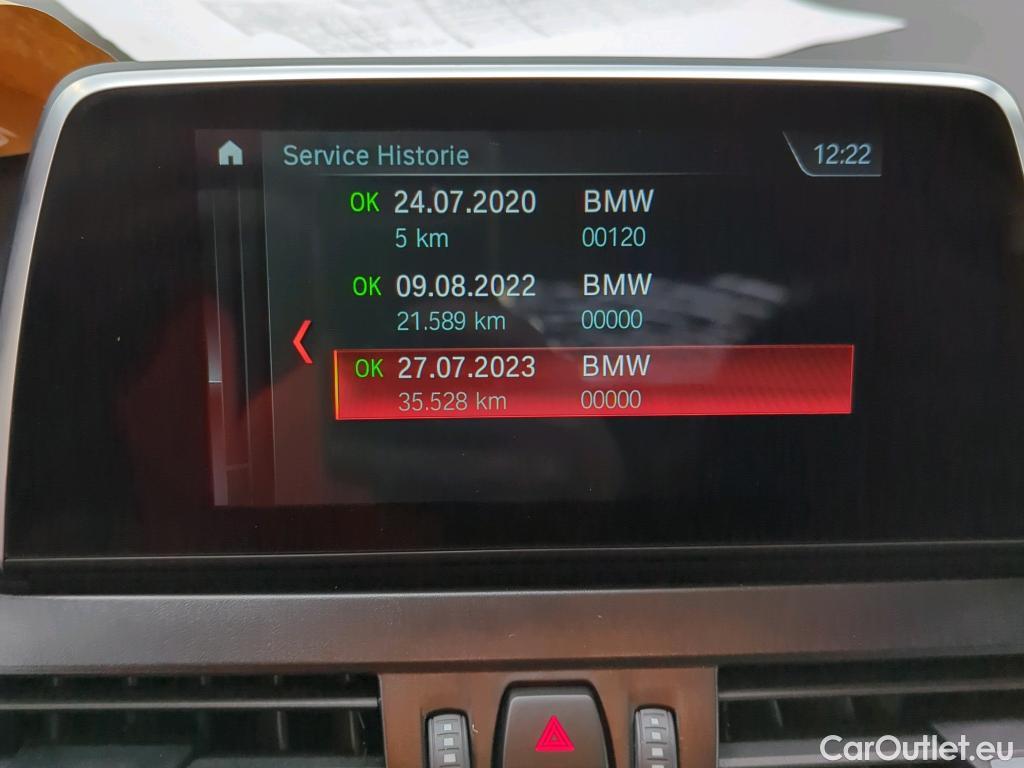 Service Historie 12:22
OK 24.07.2020 BMW
5 km 00120
OK 09.08.2022 BMW
21.589 km 00000
OK 27.07.2023 BMW
35.528 km 00000
CarOutlet.eu